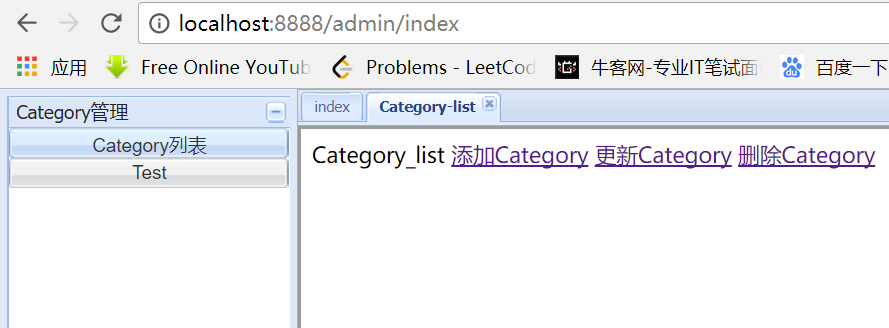 localhost:8888/admin/index
应用 Free Online YouTub Problems - LeetCod 牛客网-专业IT笔试面 百度一下
Category管理
Category列表
Test
index Category-list
Category_list 添加Category 更新Category 删除Category